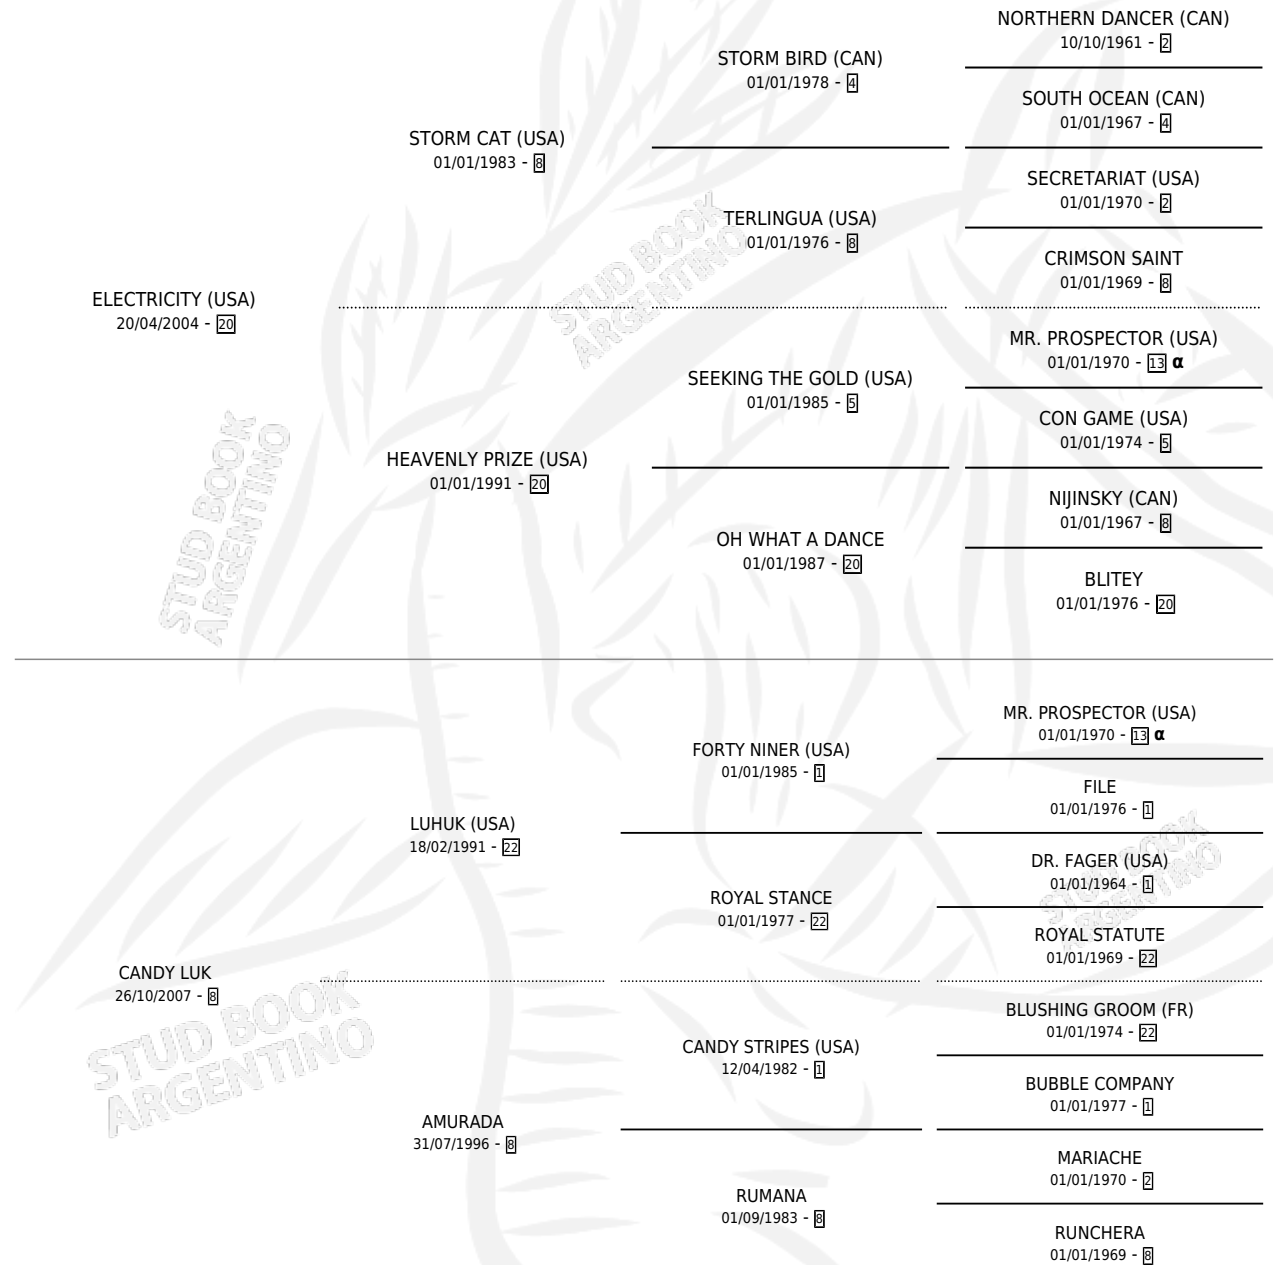 ELECTRICITY (USA)
20/04/2004 - 20
STORM CAT (USA)
01/01/1983 - 8
HEAVENLY PRIZE (USA)
01/01/1991 - 20
STORM BIRD (CAN)
01/01/1978 - 4
TERLINGUA (USA)
01/01/1976 - 8
SEEKING THE GOLD (USA)
01/01/1985 - 5
OH WHAT A DANCE
01/01/1987 - 20
NORTHERN DANCER (CAN)
10/10/1961 - 2
SOUTH OCEAN (CAN)
01/01/1967 - 4
SECRETARIAT (USA)
01/01/1970 - 2
CRIMSON SAINT
01/01/1969 - 8
MR. PROSPECTOR (USA)
01/01/1970 - 13 α
CON GAME (USA)
01/01/1974 - 5
NIJINSKY (CAN)
01/01/1967 - 8
BLITEY
01/01/1976 - 20
CANDY LUK
26/10/2007 - 8
LUHUK (USA)
18/02/1991 - 22
AMURADA
31/07/1996 - 8
FORTY NINER (USA)
01/01/1985 - 1
ROYAL STANCE
01/01/1977 - 22
CANDY STRIPES (USA)
12/04/1982 - 1
RUMANA
01/09/1983 - 8
MR. PROSPECTOR (USA)
01/01/1970 - 13 α
FILE
01/01/1976 - 1
DR. FAGER (USA)
01/01/1964 - 1
ROYAL STATUTE
01/01/1969 - 22
BLUSHING GROOM (FR)
01/01/1974 - 22
BUBBLE COMPANY
01/01/1977 - 1
MARIACHE
01/01/1970 - 2
RUNCHERA
01/01/1969 - 8
STUD BOOK
ARGENTINO
STUD BOOK
ARGENTINO
STUD BOOK
ARGENTINO
STUD BOOK
ARGENTINO